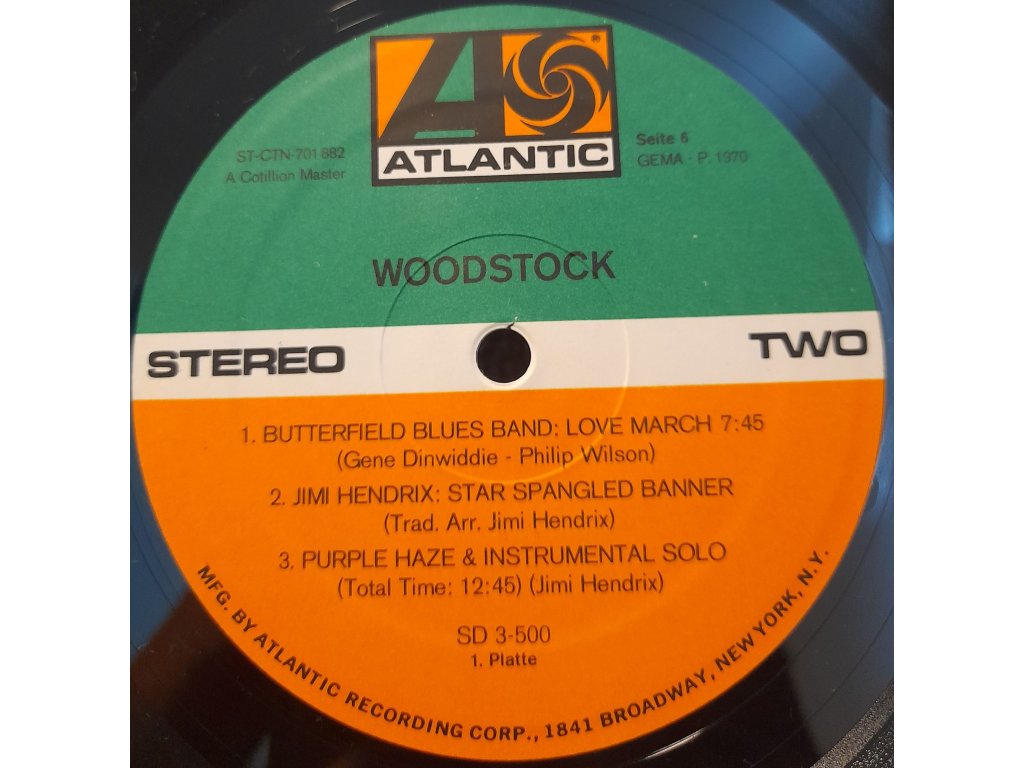 ATLANTIC
®
ST-CTN-701 882
A Cotillion Master
Seite 6
GEMA - P. 1970
WOODSTOCK
STEREO
TWO
1. BUTTERFIELD BLUES BAND: LOVE MARCH 7:45
(Gene Dinwiddie - Philip Wilson)
2. JIMI HENDRIX: STAR SPANGLED BANNER
(Trad. Arr. Jimi Hendrix)
3. PURPLE HAZE & INSTRUMENTAL SOLO
(Total Time: 12:45) (Jimi Hendrix)
SD 3-500
1. Platte
MFG. BY ATLANTIC RECORDING CORP., 1841 BROADWAY, NEW YORK, N.Y.